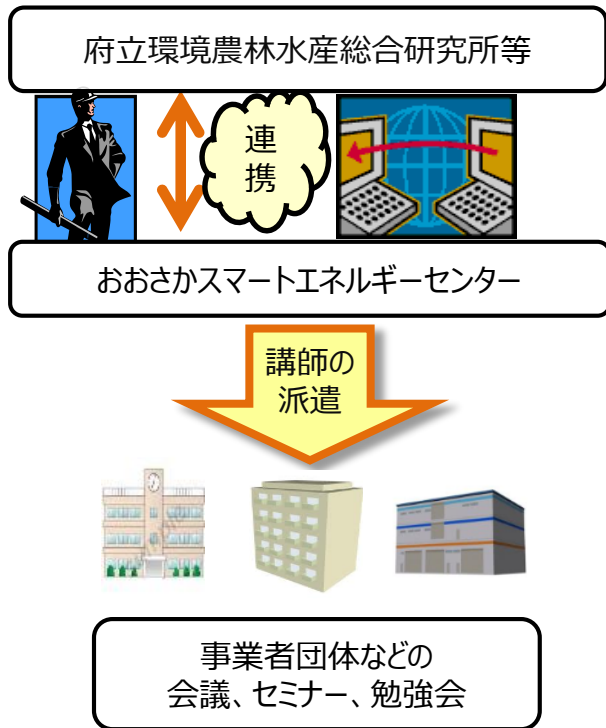 府立環境農林水産総合研究所等
連
携
おおさかスマートエネルギーセンター
講師の
派遣
事業者団体などの
会議、セミナー、勉強会